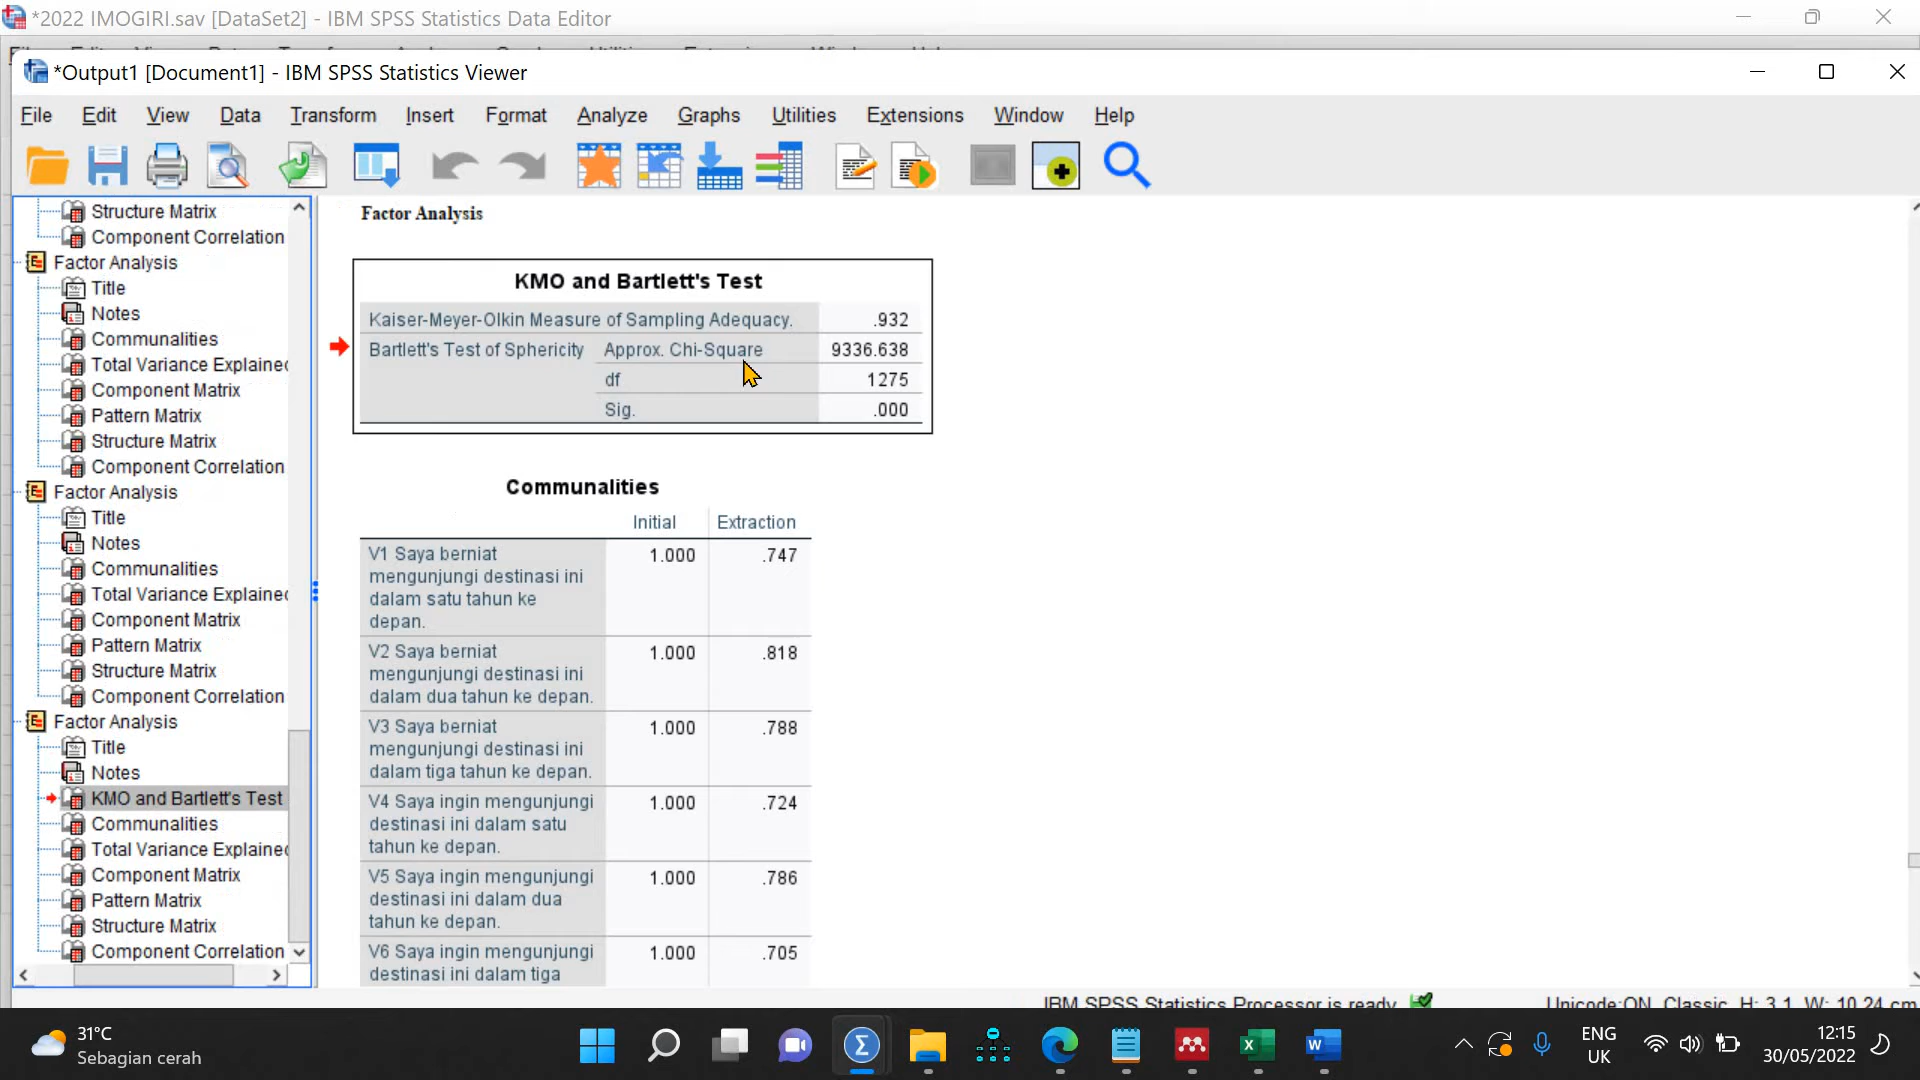 *2022 IMOGIRI.sav [DataSet2] - IBM SPSS Statistics Data Editor
*Output1 [Document1] - IBM SPSS Statistics Viewer
File Edit View Data Transform Insert Format Analyze Graphs Utilities Extensions Window Help
Structure Matrix
Component Correlation
Factor Analysis
Title
Notes
Communalities
Total Variance Explained
Component Matrix
Pattern Matrix
Structure Matrix
Component Correlation
Factor Analysis
Title
Notes
Communalities
Total Variance Explained
Component Matrix
Pattern Matrix
Structure Matrix
Component Correlation
Factor Analysis
Title
Notes
KMO and Bartlett's Test
Communalities
Total Variance Explained
Component Matrix
Pattern Matrix
Structure Matrix
Component Correlation
Factor Analysis
KMO and Bartlett's Test
Kaiser-Meyer-Olkin Measure of Sampling Adequacy. .932
Bartlett's Test of Sphericity Approx. Chi-Square 9336.638
df 1275
Sig. .000
Communalities
Initial Extraction
V1 Saya berniat 1.000 .747
mengunjungi destinasi ini
dalam satu tahun ke
depan.
V2 Saya berniat 1.000 .818
mengunjungi destinasi ini
dalam dua tahun ke depan.
V3 Saya berniat 1.000 .788
mengunjungi destinasi ini
dalam tiga tahun ke depan.
V4 Saya ingin mengunjungi 1.000 .724
destinasi ini dalam satu
tahun ke depan.
V5 Saya ingin mengunjungi 1.000 .786
destinasi ini dalam dua
tahun ke depan.
V6 Saya ingin mengunjungi 1.000 .705
destinasi ini dalam tiga
IBM SPSS Statistics Processor is ready Unicode:ON Classic H: 3.1, W: 10.24 cm
31°C
Sebagian cerah
ENG
UK
12:15
30/05/2022